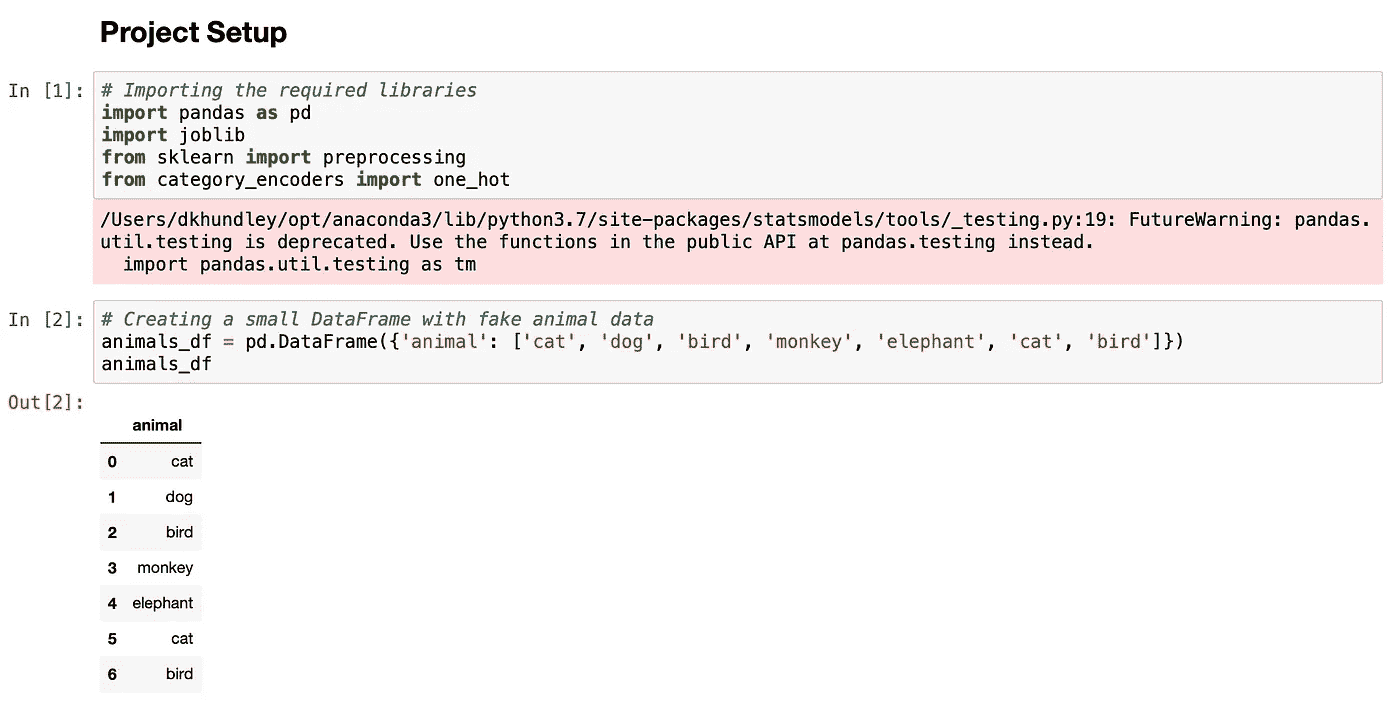 Project Setup
In [1]:
# Importing the required libraries
import pandas as pd
import joblib
from sklearn import preprocessing
from category_encoders import one_hot
/Users/dkhundley/opt/anaconda3/lib/python3.7/site-packages/statsmodels/tools/_testing.py:19: FutureWarning: pandas.
util.testing is deprecated. Use the functions in the public API at pandas.testing instead.
  import pandas.util.testing as tm
In [2]:
# Creating a small DataFrame with fake animal data
animals_df = pd.DataFrame({'animal': ['cat', 'dog', 'bird', 'monkey', 'elephant', 'cat', 'bird']})
animals_df
Out[2]:
animal
0 cat
1 dog
2 bird
3 monkey
4 elephant
5 cat
6 bird